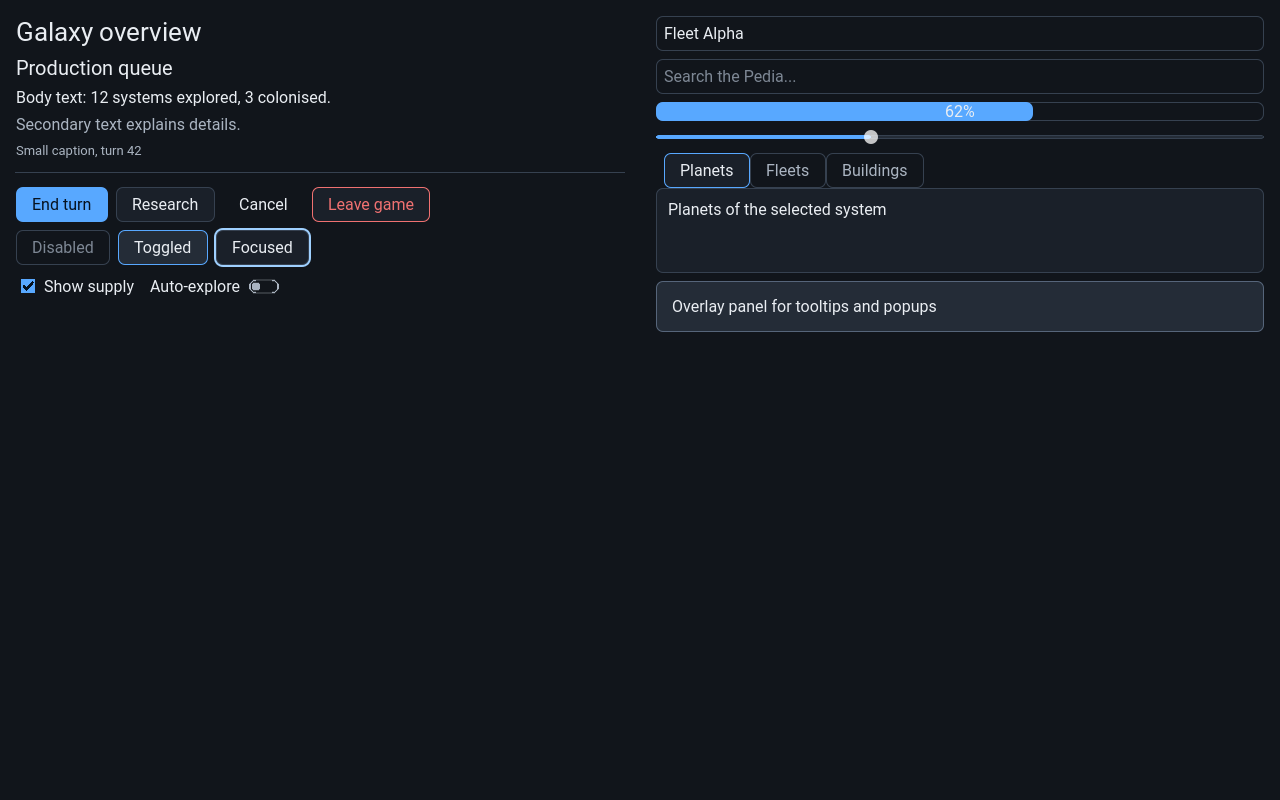 Galaxy overview
Production queue
Body text: 12 systems explored, 3 colonised.
Secondary text explains details.
Small caption, turn 42
End turn Research Cancel Leave game
Disabled Toggled Focused
Show supply Auto-explore
Fleet Alpha
Search the Pedia...
62%
Planets Fleets Buildings
Planets of the selected system
Overlay panel for tooltips and popups